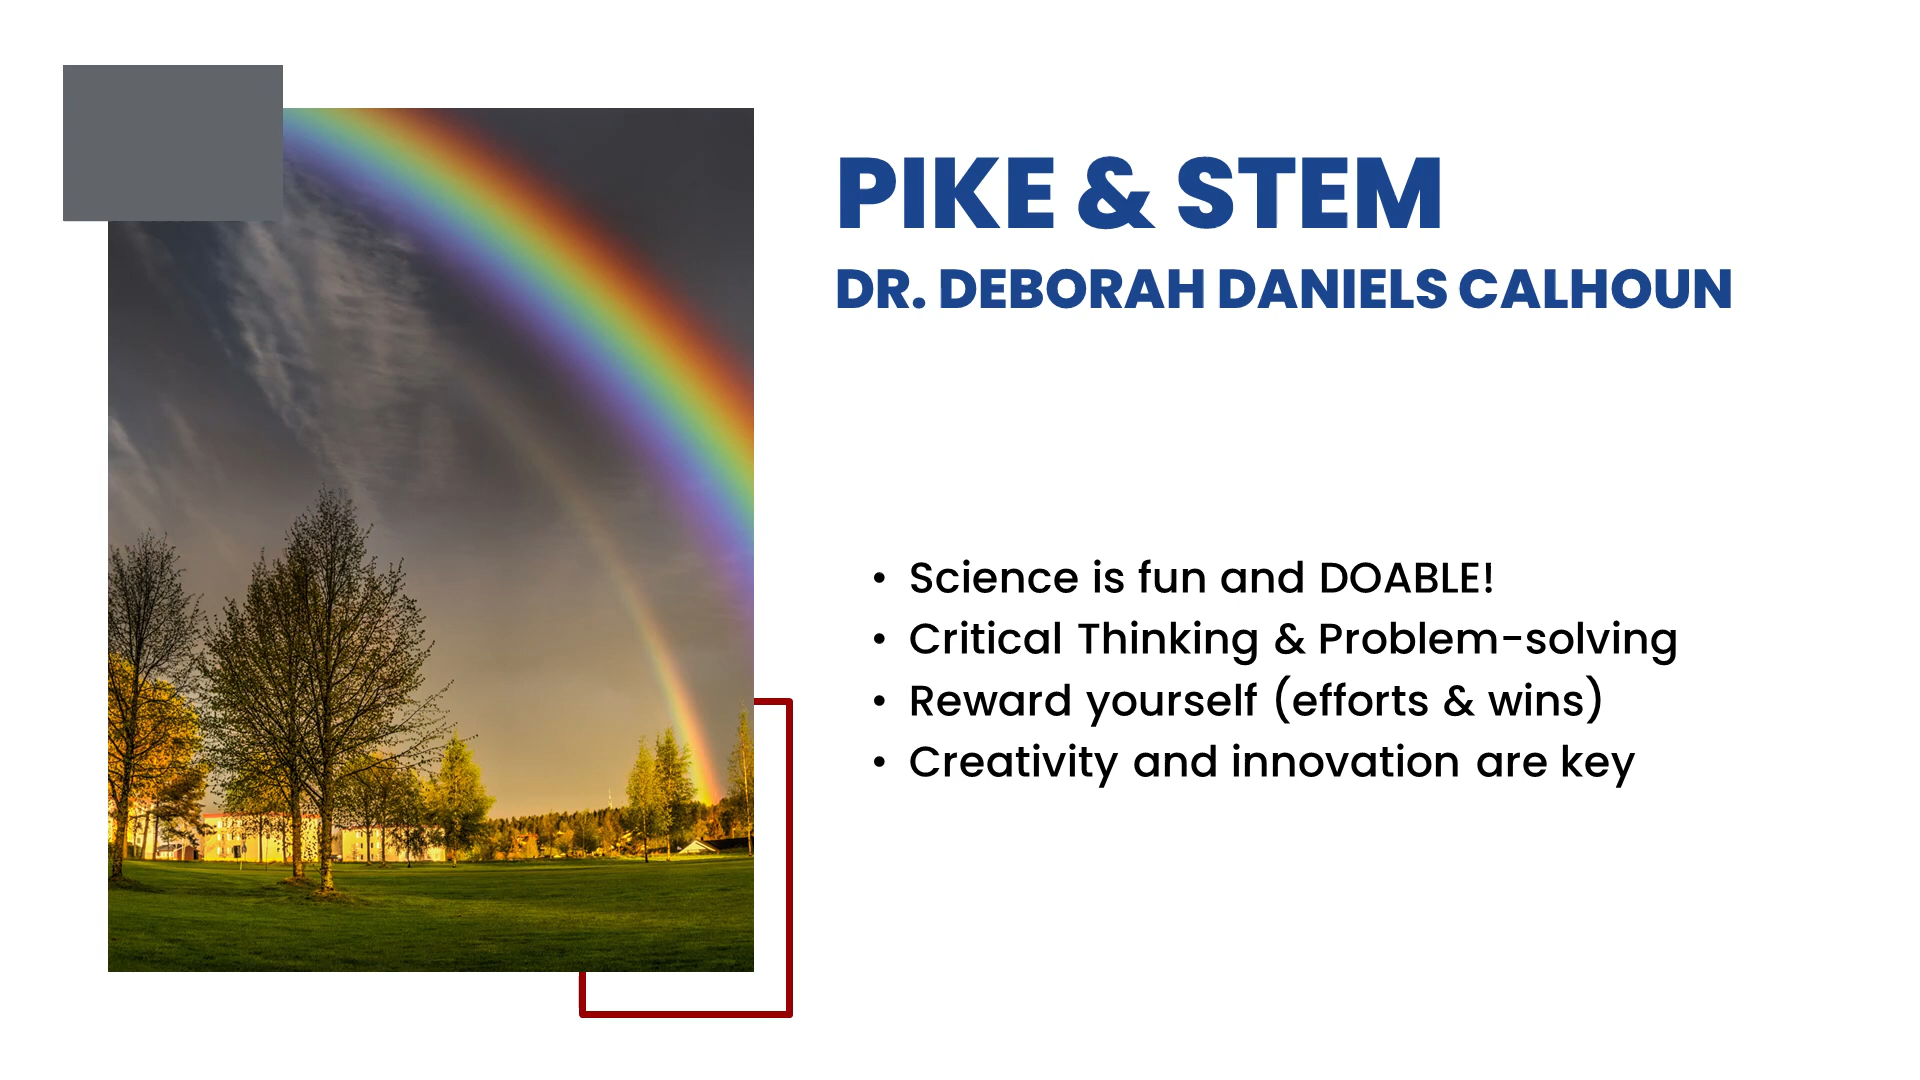 PIKE & STEM
DR. DEBORAH DANIELS CALHOUN
• Science is fun and DOABLE!
• Critical Thinking & Problem-solving
• Reward yourself (efforts & wins)
• Creativity and innovation are key